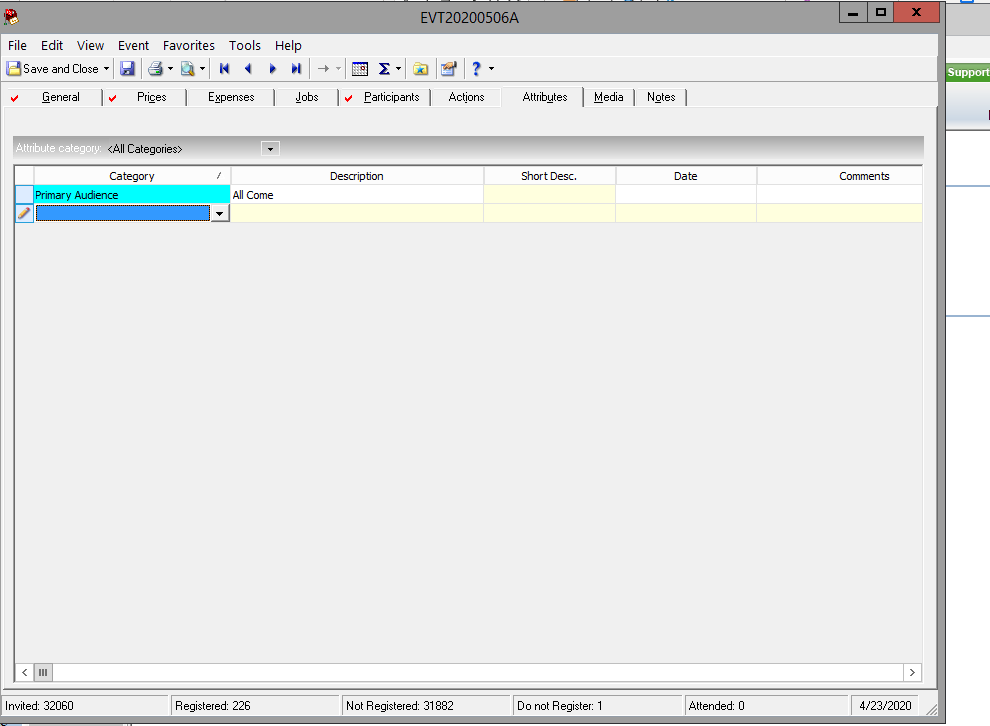 EVT20200506A
File Edit View Event Favorites Tools Help
Save and Close
Support
General Prices Expenses Jobs Participants Actions Attributes Media Notes
Attribute category: <All Categories>
Category Description Short Desc. Date Comments
Primary Audience All Come
Invited: 32060 Registered: 226 Not Registered: 31882 Do not Register: 1 Attended: 0 4/23/2020